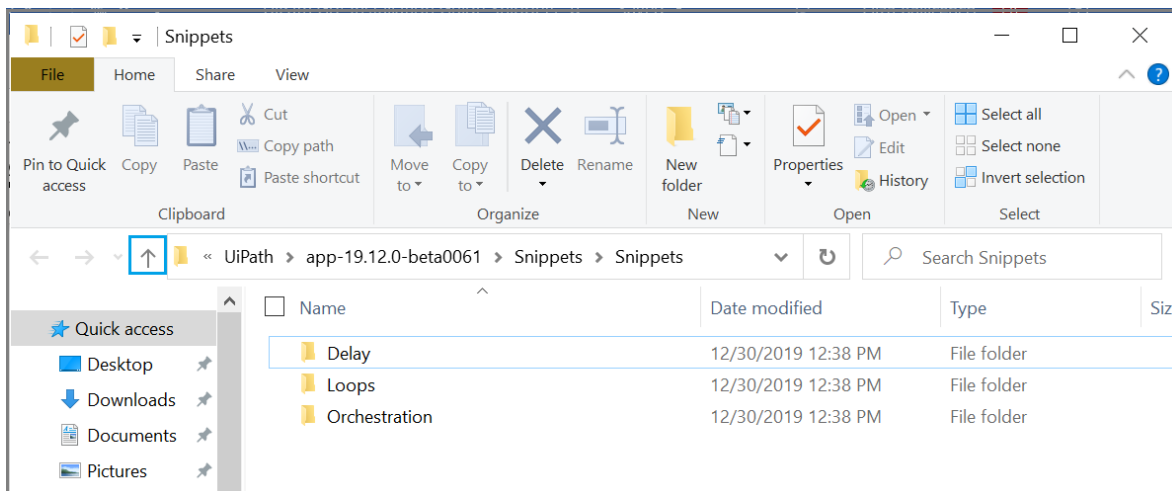 Snippets
File Home Share View
Pin to Quick access
Copy
Paste
Cut
W... Copy path
Paste shortcut
Clipboard
Move to
Copy to
Delete
Rename
Organize
New folder
New
Properties
Open
Edit
History
Open
Select all
Select none
Invert selection
Select
« UiPath > app-19.12.0-beta0061 > Snippets > Snippets
Search Snippets
Name Date modified Type Siz
Quick access
Desktop
Downloads
Documents
Pictures
Delay 12/30/2019 12:38 PM File folder
Loops 12/30/2019 12:38 PM File folder
Orchestration 12/30/2019 12:38 PM File folder